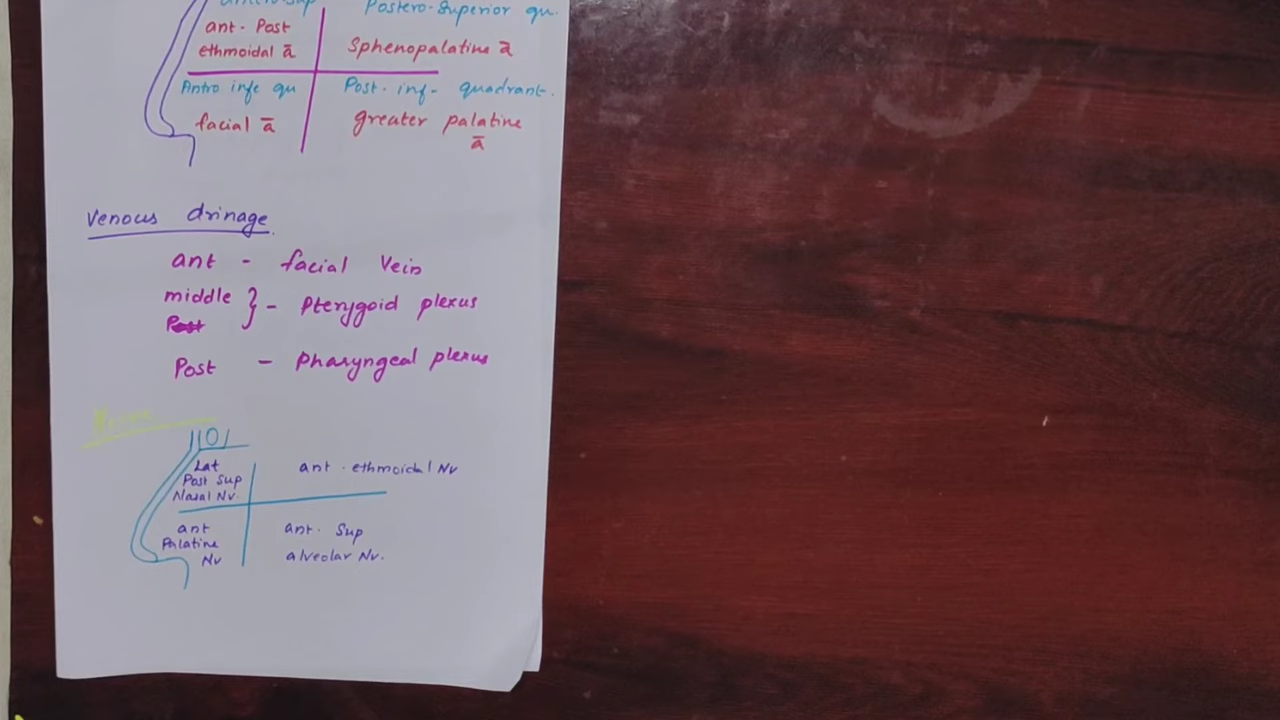 Postero-Superior qu.
ant- Post
ethmoidal ā
Sphenopalatine ā
Antro infe qu
Post. inf- quadrant.
facial ā
greater palatine
ā
Venous drinage
ant - facial Vein
middle } - Pterygoid plexus
Post
Post - Pharyngeal plexus
Lat
Post Sup
Nasal Nv.
ant. ethmoidal Nv
ant
Palatine
Nv
ant. Sup
alveolar Nv.